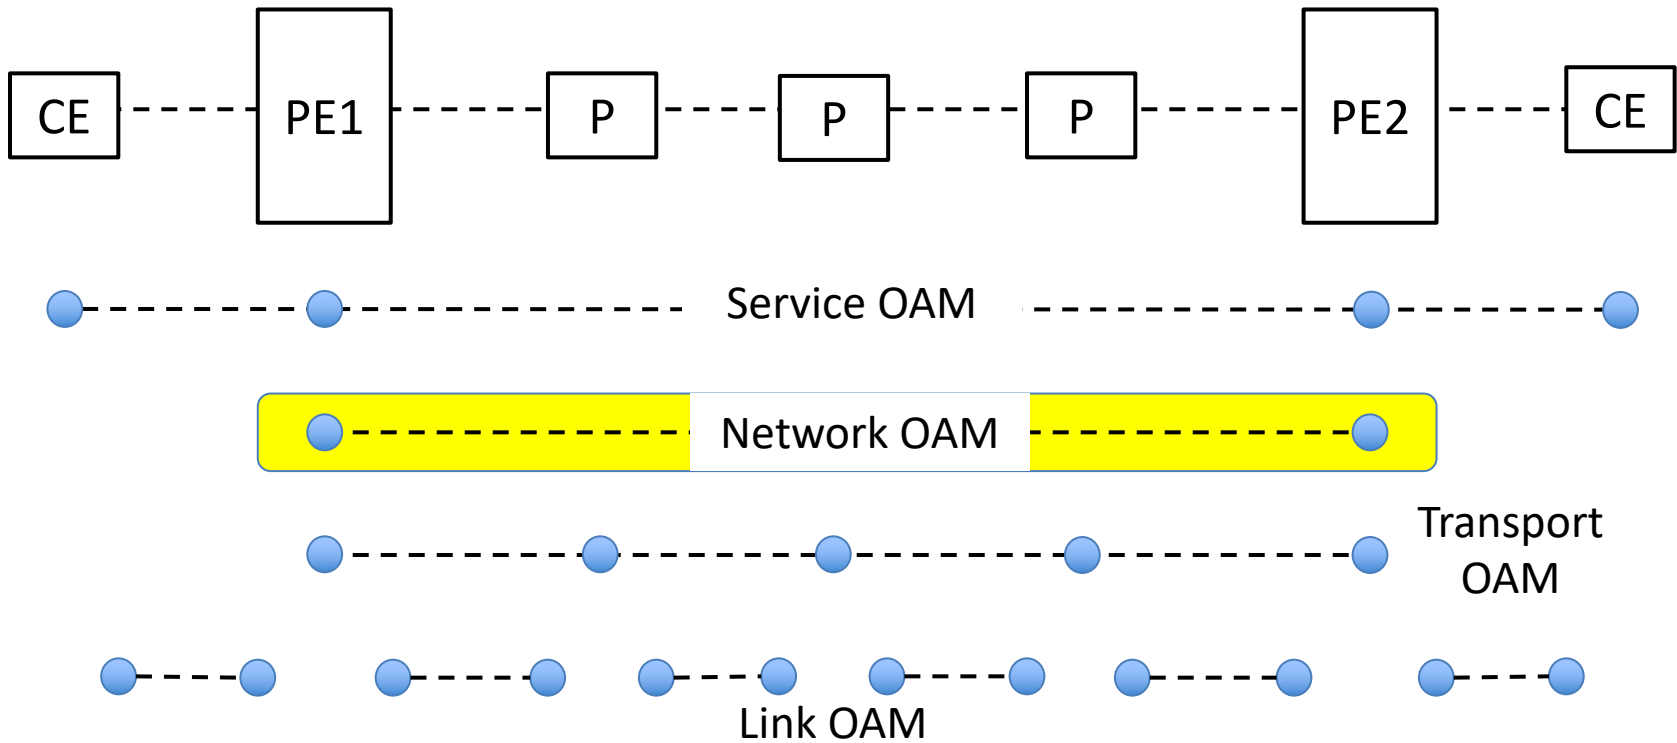 CE
PE1
P
P
P
PE2
CE
Service OAM
Network OAM
Transport
OAM
Link OAM